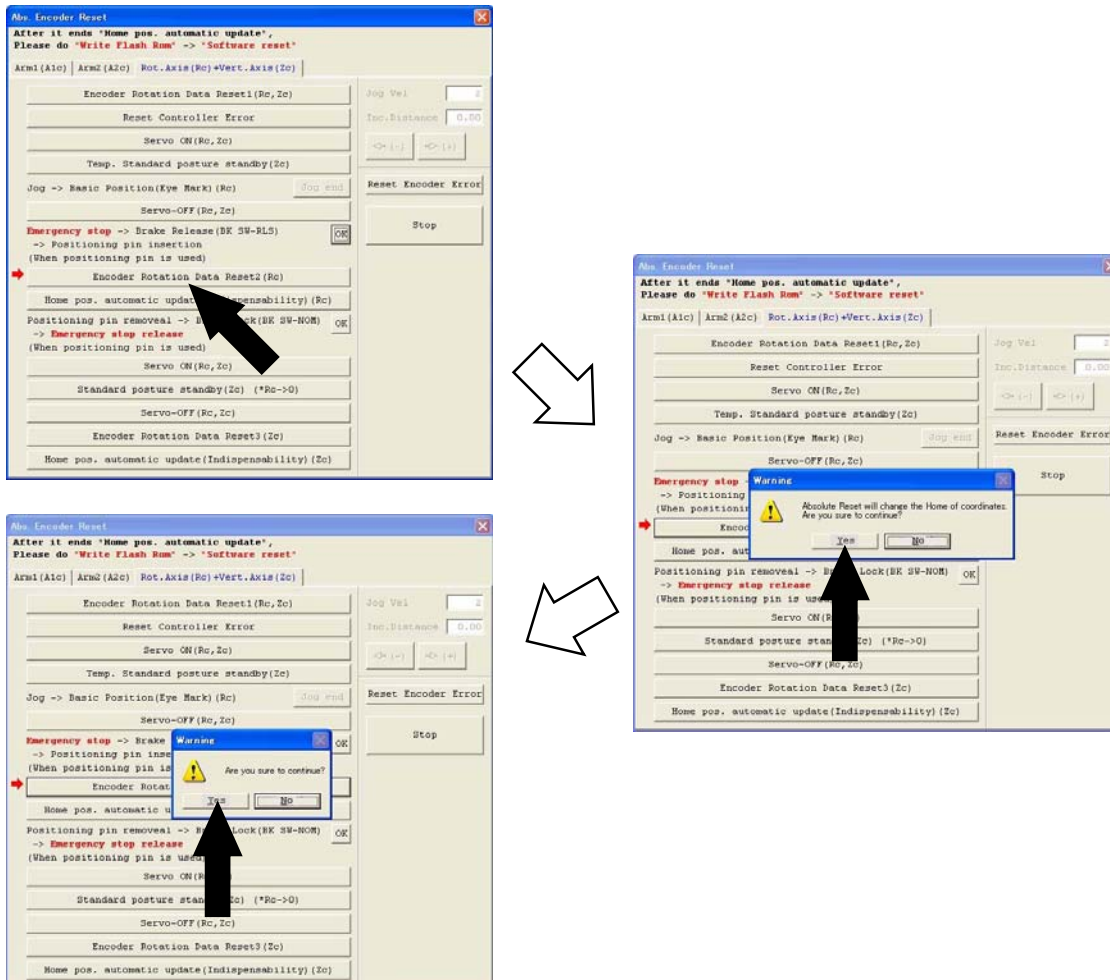 Abs. Encoder Reset
After it ends "Home pos. automatic update",
Please do "Write Flash Rom" -> "Software reset"
Arm1(A1c) Arm2(A2c) Rot.Axis(Rc)+Vert.Axis(Zc)
Encoder Rotation Data Reset1(Rc,Zc)
Reset Controller Error
Servo ON(Rc,Zc)
Temp. Standard posture standby(Zc)
Jog -> Basic Position(Eye Mark)(Rc) Jog end
Servo-OFF(Rc,Zc)
Emergency stop -> Brake Release(BK SW-RLS) OK
-> Positioning pin insertion
(When positioning pin is used)
Encoder Rotation Data Reset2(Rc)
Home pos. automatic (Rc)
Positioning pin removeal -> (BK SW-NOM) OK
-> Emergency stop release
(When positioning pin is used)
Servo ON(Rc,Zc)
Standard posture standby(Zc) (*Rc->0)
Servo-OFF(Rc,Zc)
Encoder Rotation Data Reset3(Zc)
Home pos. automatic update(Indispensability)(Zc)
Jog Vel 2
Inc.Distance 0.00
<>(-) <>(+)
Reset Encoder Error
Stop
Abs. Encoder Reset
After it ends "Home pos. automatic update",
Please do "Write Flash Rom" -> "Software reset"
Arm1(A1c) Arm2(A2c) Rot.Axis(Rc)+Vert.Axis(Zc)
Encoder Rotation Data Reset1(Rc,Zc)
Reset Controller Error
Servo ON(Rc,Zc)
Temp. Standard posture standby(Zc)
Jog -> Basic Position(Eye Mark)(Rc) Jog end
Servo-OFF(Rc,Zc)
Emergency stop
-> Positioning
(When
Home pos.
Positioning pin removeal -> Lock(BK SW-NOM) OK
-> Emergency stop release
(When positioning pin is
Servo
Standard posture (*Rc->0)
Servo-OFF(Rc,Zc)
Encoder Rotation Data Reset3(Zc)
Home pos. automatic update(Indispensability)(Zc)
Warning
Absolute Reset will change the Home of coordinates.
Are you sure to continue?
Yes No
Jog Vel 2
Inc.Distance 0.00
<>(-) <>(+)
Reset Encoder Error
Stop
Abs. Encoder Reset
After it ends "Home pos. automatic update",
Please do "Write Flash Rom" -> "Software reset"
Arm1(A1c) Arm2(A2c) Rot.Axis(Rc)+Vert.Axis(Zc)
Encoder Rotation Data Reset1(Rc,Zc)
Reset Controller Error
Servo ON(Rc,Zc)
Temp. Standard posture standby(Zc)
Jog -> Basic Position(Eye Mark)(Rc) Jog end
Servo-OFF(Rc,Zc)
Emergency stop -> Brake OK
-> Positioning pin
(When positioning pin is
Encoder
Home pos. automatic
Positioning pin removeal -> Lock(BK SW-NOM) OK
-> Emergency stop release
(When positioning pin is
Servo
Standard posture (*Rc->0)
Servo-OFF(Rc,Zc)
Encoder Rotation Data Reset3(Zc)
Home pos. automatic update(Indispensability)(Zc)
Warning
Are you sure to continue?
Yes No
Jog Vel 2
Inc.Distance 0.00
<>(-) <>(+)
Reset Encoder Error
Stop